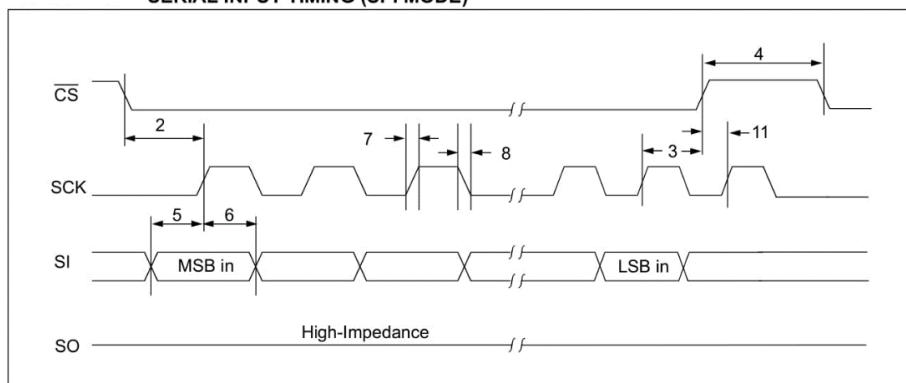 SERIAL INPUT TIMING (SPI MODE)
4
CS
2
7
8
3
11
SCK
5
6
SI
MSB in
LSB in
High-Impedance
SO